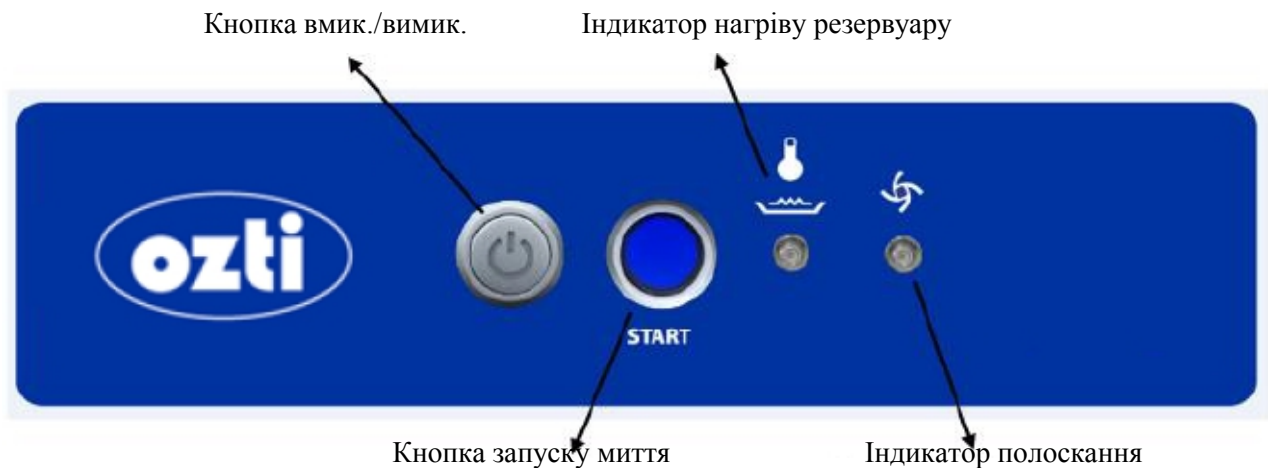 Кнопка вмик./вимик. Індикатор нагріву резервуару
ozti
START
Кнопка запуску миття Індикатор полоскання